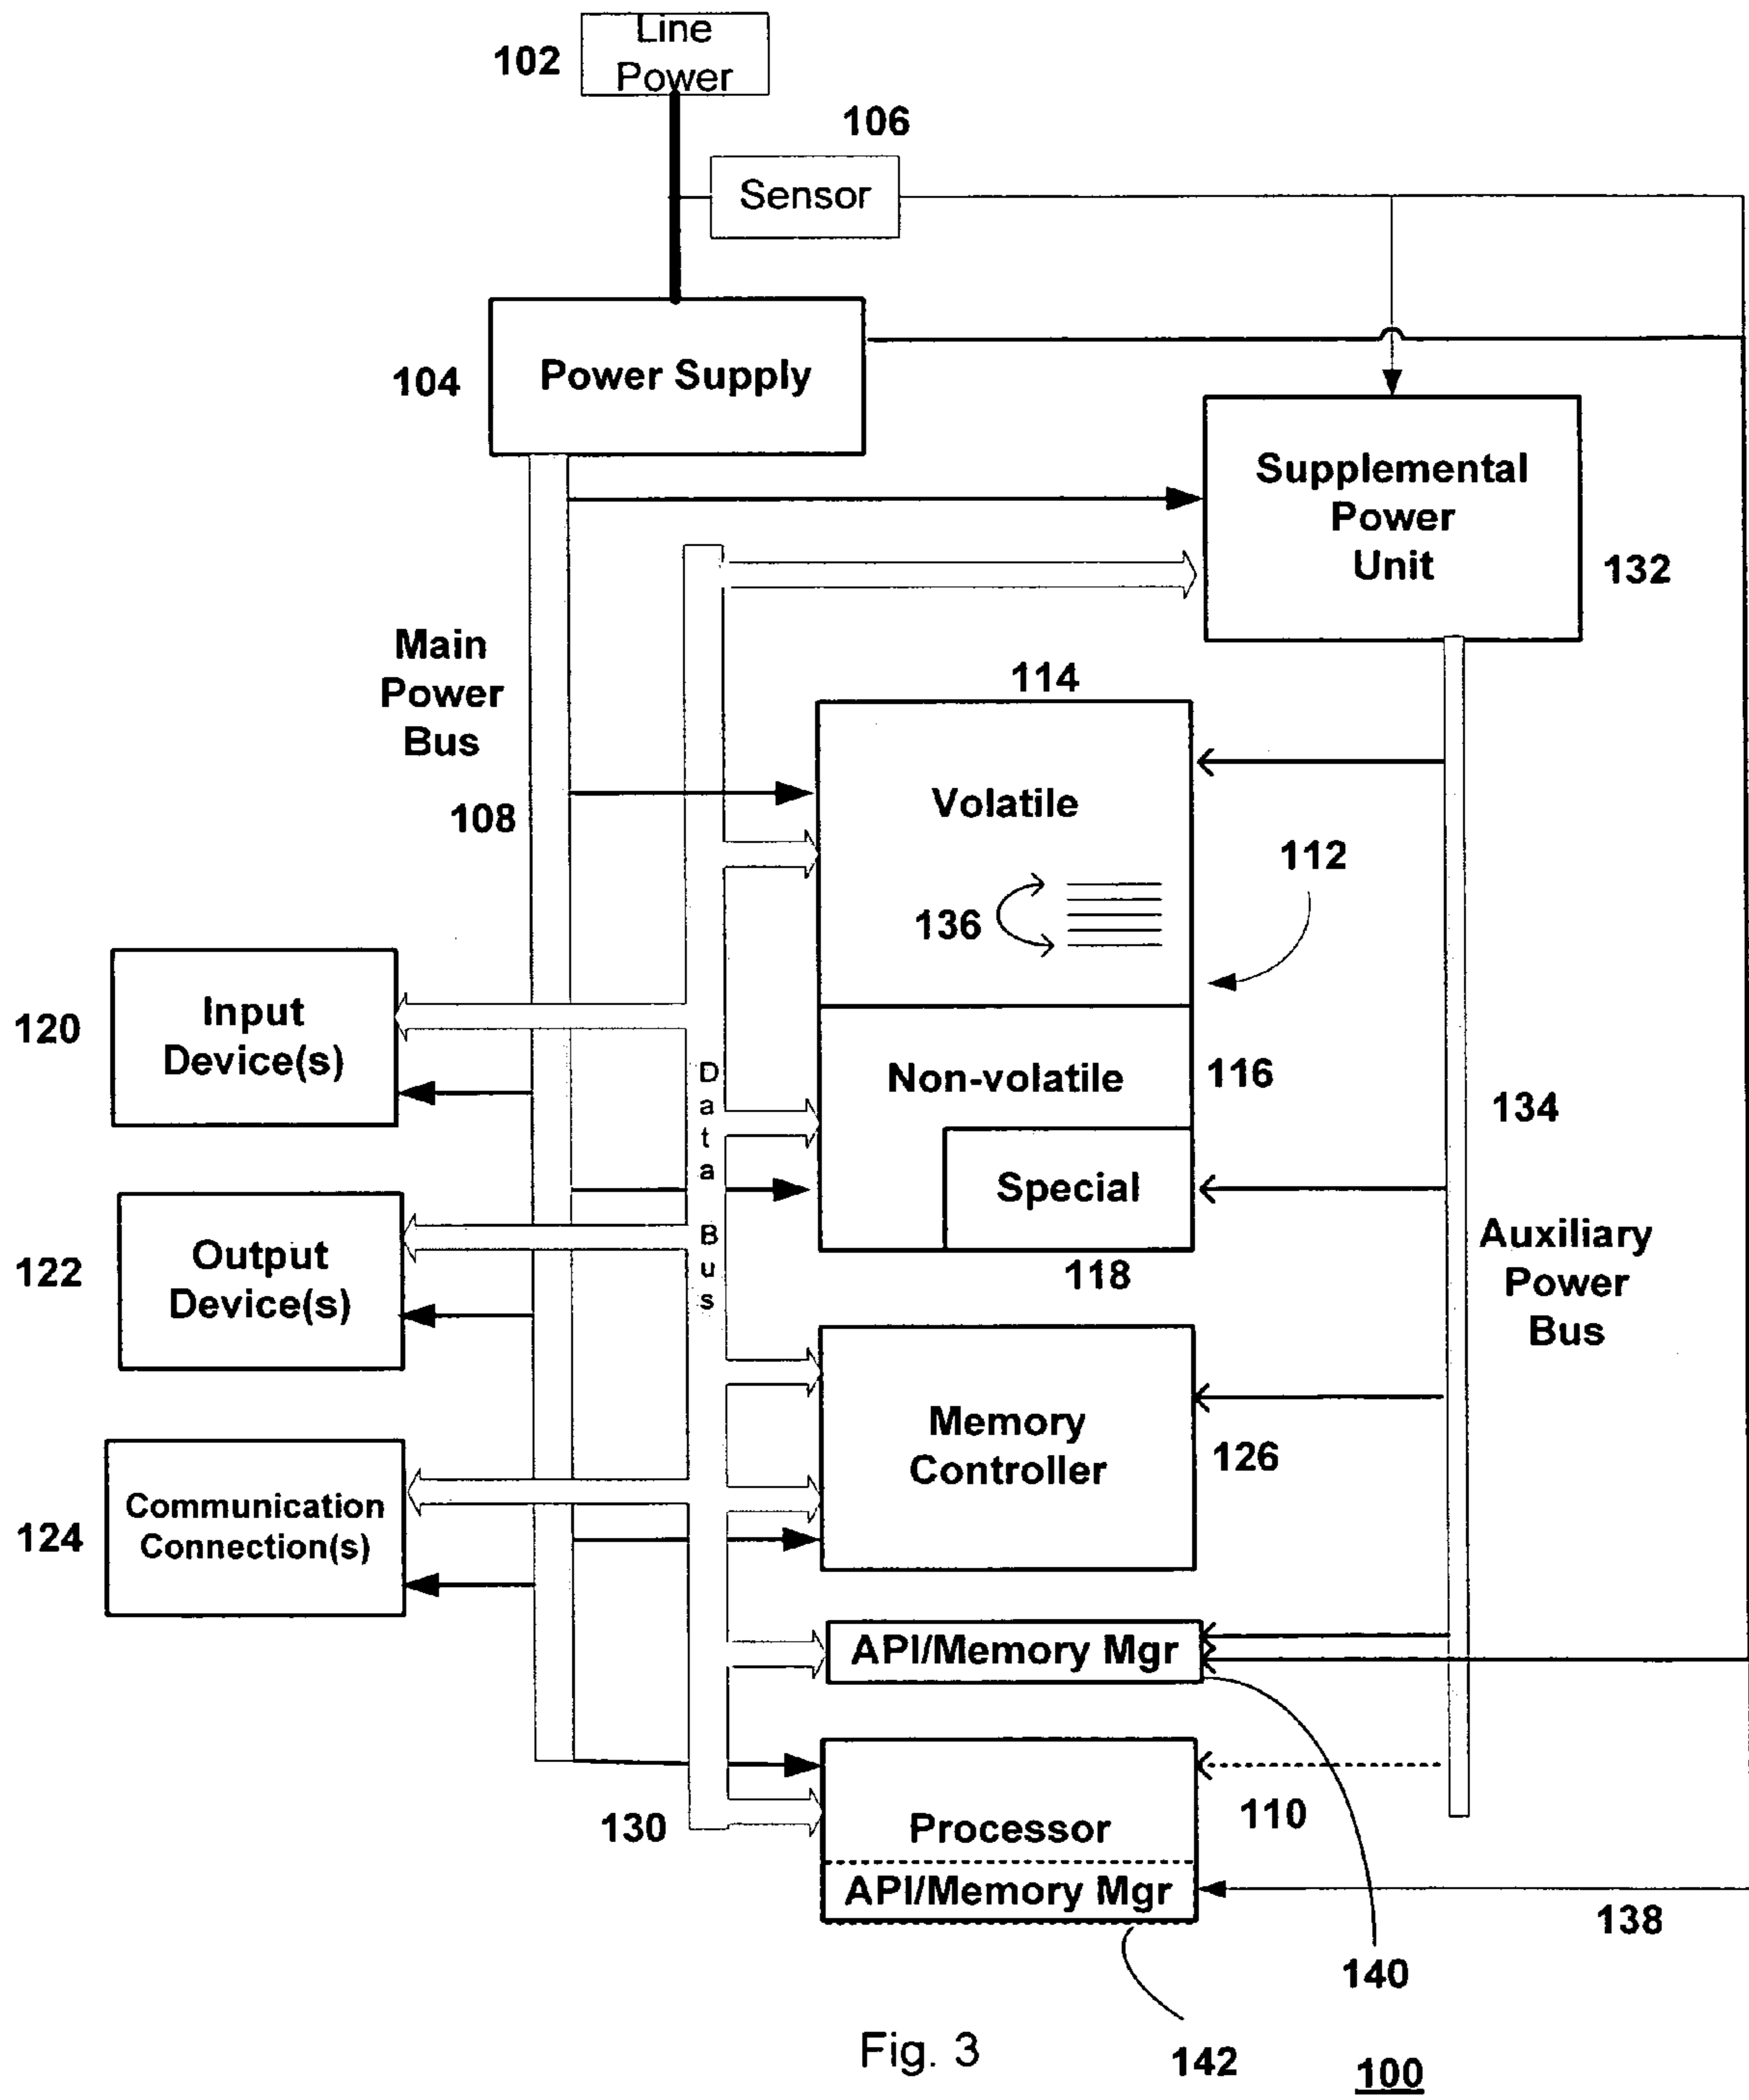 Line
Power
102
106
Sensor
Power Supply
104
Supplemental
Power
Unit
132
Main
Power
Bus
108
114
Volatile
112
136
120
Input
Device(s)
Data Bus
Non-volatile
116
134
Special
118
122
Output
Device(s)
Auxiliary
Power
Bus
Memory
Controller
126
124
Communication
Connection(s)
API/Memory Mgr
130
Processor
110
API/Memory Mgr
138
140
Fig. 3
142
100